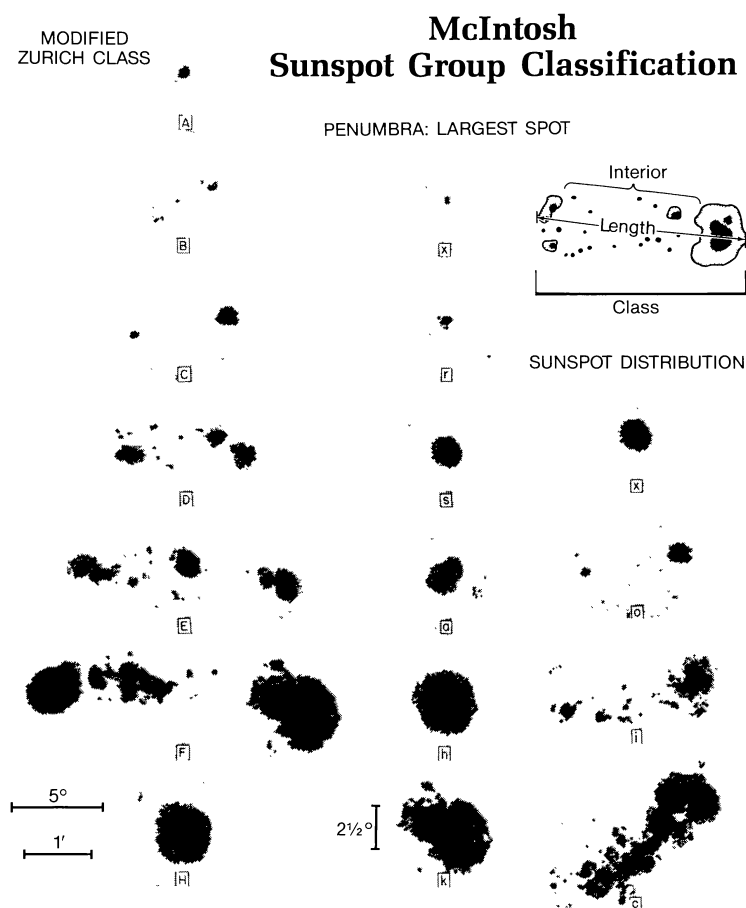 McIntosh
Sunspot Group Classification
MODIFIED
ZURICH CLASS
A
B
C
D
E
F
H
5°
1'
PENUMBRA: LARGEST SPOT
x
r
s
a
h
k
2½°
Interior
Length
Class
SUNSPOT DISTRIBUTION
x
o
i
c